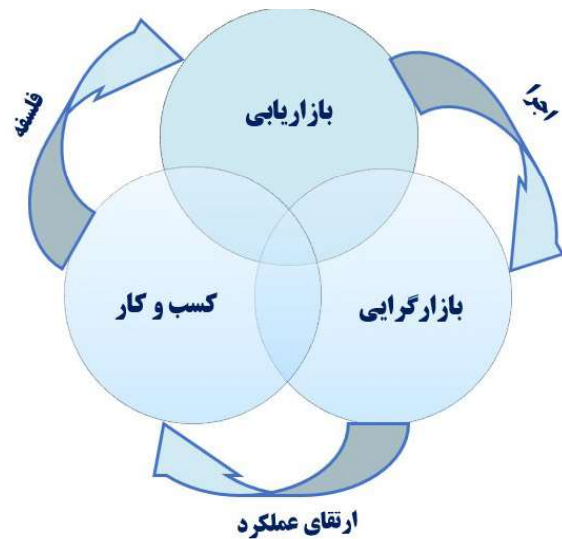 بازاریابی
اجرا
فلسفه
بازارگرایی
کسب و کار
ارتقای عملکرد